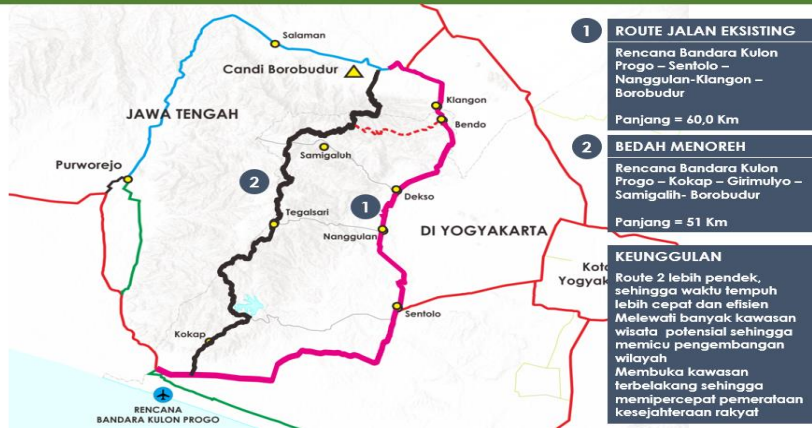 Salaman
Candi Borobudur
JAWA TENGAH
Klangon
Bendo
Samigaluh
Purworejo
2
1
Dekso
Tegalsari
Nanggulan
DI YOGYAKARTA
Kota
Yogyak
Sentolo
Kokap
RENCANA
BANDARA KULON PROGO
1
ROUTE JALAN EKSISTING
Rencana Bandara Kulon
Progo – Sentolo –
Nanggulan-Klangon –
Borobudur
Panjang = 60,0 Km
2
BEDAH MENOREH
Rencana Bandara Kulon
Progo – Kokap – Girimulyo –
Samigalih- Borobudur
Panjang = 51 Km
KEUNGGULAN
Route 2 lebih pendek,
sehingga waktu tempuh
lebih cepat dan efisien
Melewati banyak kawasan
wisata potensial sehingga
memicu pengembangan
wilayah
Membuka kawasan
terbelakang sehingga
memipercepat pemerataan
kesejahteraan rakyat